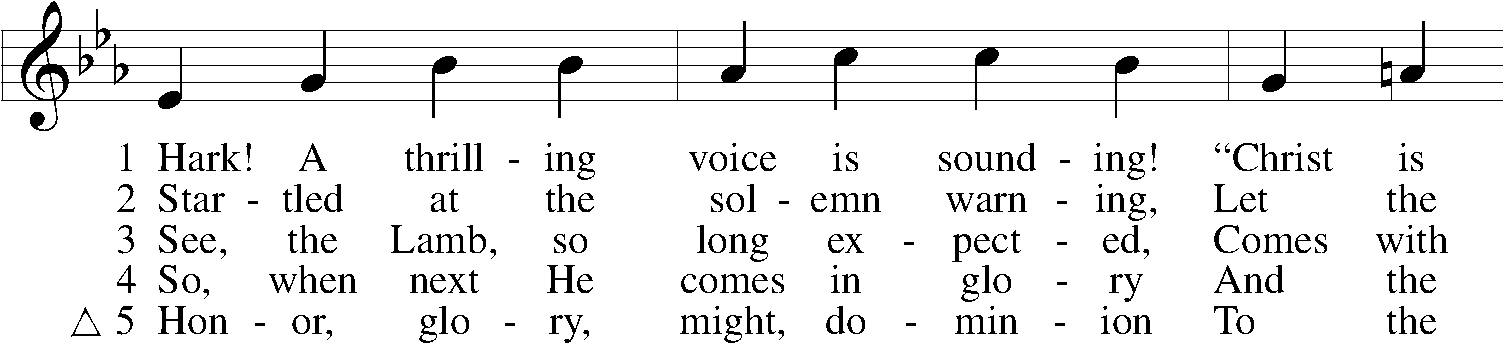 1 Hark! A thrill - ing voice is sound - ing! “Christ is
2 Star - tled at the sol - emn warn - ing, Let the
3 See, the Lamb, so long ex - pect - ed, Comes with
4 So, when next He comes in glo - ry And the
△ 5 Hon - or, glo - ry, might, do - min - ion To the